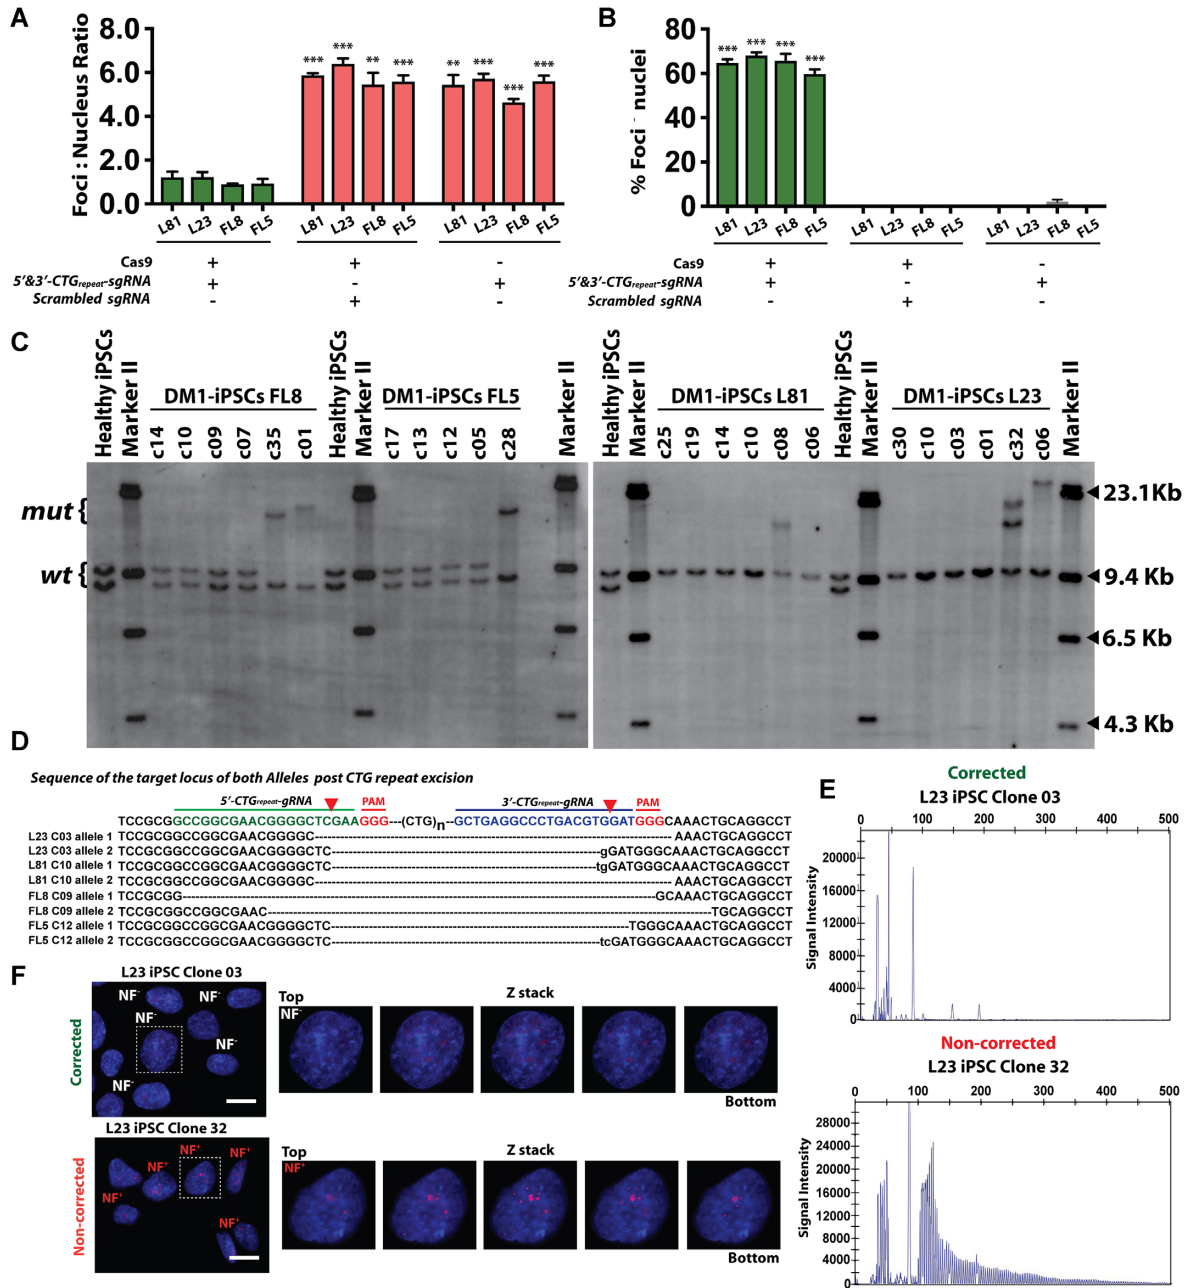 A
Foci : Nucleus Ratio
8.0
6.0
4.0
2.0
0.0
*** *** ** *** ** *** *** ***
L81 L23 FL8 FL5 L81 L23 FL8 FL5 L81 L23 FL8 FL5
Cas9 + + -
5'&3'-CTGrepeat-sgRNA + - +
Scrambled sgRNA - + -
B
% Foci - nuclei
80
60
40
20
0
*** *** *** ***
L81 L23 FL8 FL5 L81 L23 FL8 FL5 L81 L23 FL8 FL5
Cas9 + + -
5'&3'-CTGrepeat-sgRNA + - +
Scrambled sgRNA - + -
C
Healthy iPSCs
Marker II
DM1-iPSCs FL8
c14 c10 c09 c07 c35 c01
Healthy iPSCs
Marker II
DM1-iPSCs FL5
c17 c13 c12 c05 c28
Marker II
Healthy iPSCs
Marker II
DM1-iPSCs L81
c25 c19 c14 c10 c08 c06
Healthy iPSCs
Marker II
DM1-iPSCs L23
c30 c10 c03 c01 c32 c06
Marker II
mut {
wt {
23.1Kb
9.4 Kb
6.5 Kb
4.3 Kb
D
Sequence of the target locus of both Alleles post CTG repeat excision
5'-CTGrepeat-gRNA PAM 3'-CTGrepeat-gRNA PAM
TCCGCGGCCGGCGAACGGGGCTCGAAGGG---(CTG)n--GCTGAGGCCCTGACGTGGATGGGCAAACTGCAGGCCT
L23 C03 allele 1 TCCGCGGCCGGCGAACGGGGC------AAACTGCAGGCCT
L23 C03 allele 2 TCCGCGGCCGGCGAACGGGGCTC------gGATGGGCAAACTGCAGGCCT
L81 C10 allele 1 TCCGCGGCCGGCGAACGGGGCTC------tgGATGGGCAAACTGCAGGCCT
L81 C10 allele 2 TCCGCGGCCGGCGAACGGGGC------AAACTGCAGGCCT
FL8 C09 allele 1 TCCGCGG------GCAAACTGCAGGCCT
FL8 C09 allele 2 TCCGCGGCCGGCGAAC------TGCAGGCCT
FL5 C12 allele 1 TCCGCGGCCGGCGAACGGGGCTC------TGGGCAAACTGCAGGCCT
FL5 C12 allele 2 TCCGCGGCCGGCGAACGGGGCTC------tcGATGGGCAAACTGCAGGCCT
E
Corrected
L23 iPSC Clone 03
0 100 200 300 400 500
Signal Intensity
20000
16000
12000
8000
4000
0
Non-corrected
L23 iPSC Clone 32
0 100 200 300 400 500
Signal Intensity
28000
24000
20000
16000
12000
8000
4000
0
F
L23 iPSC Clone 03
Corrected
NF-
NF-
NF-
NF+
NF-
Top
Z stack
NF-
Bottom
L23 iPSC Clone 32
Non-corrected
NF+
NF+
NF+
NF+
NF+
Top
Z stack
NF+
Bottom